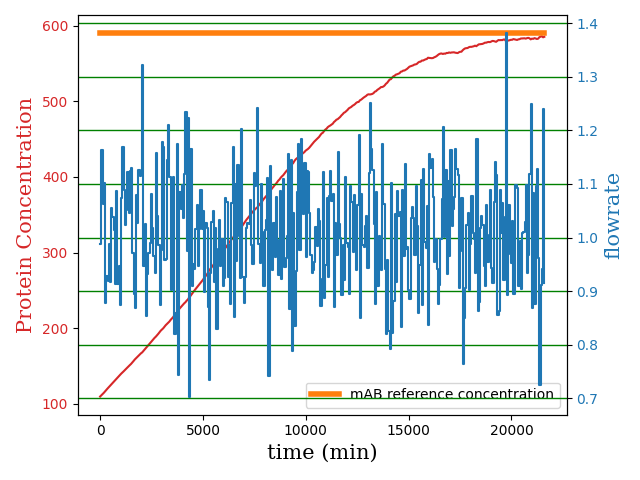 600
500
400
300
200
100
Protein Concentration
1.4
1.3
1.2
1.1
1.0
0.9
0.8
0.7
flowrate
mAB reference concentration
0 5000 10000 15000 20000
time (min)